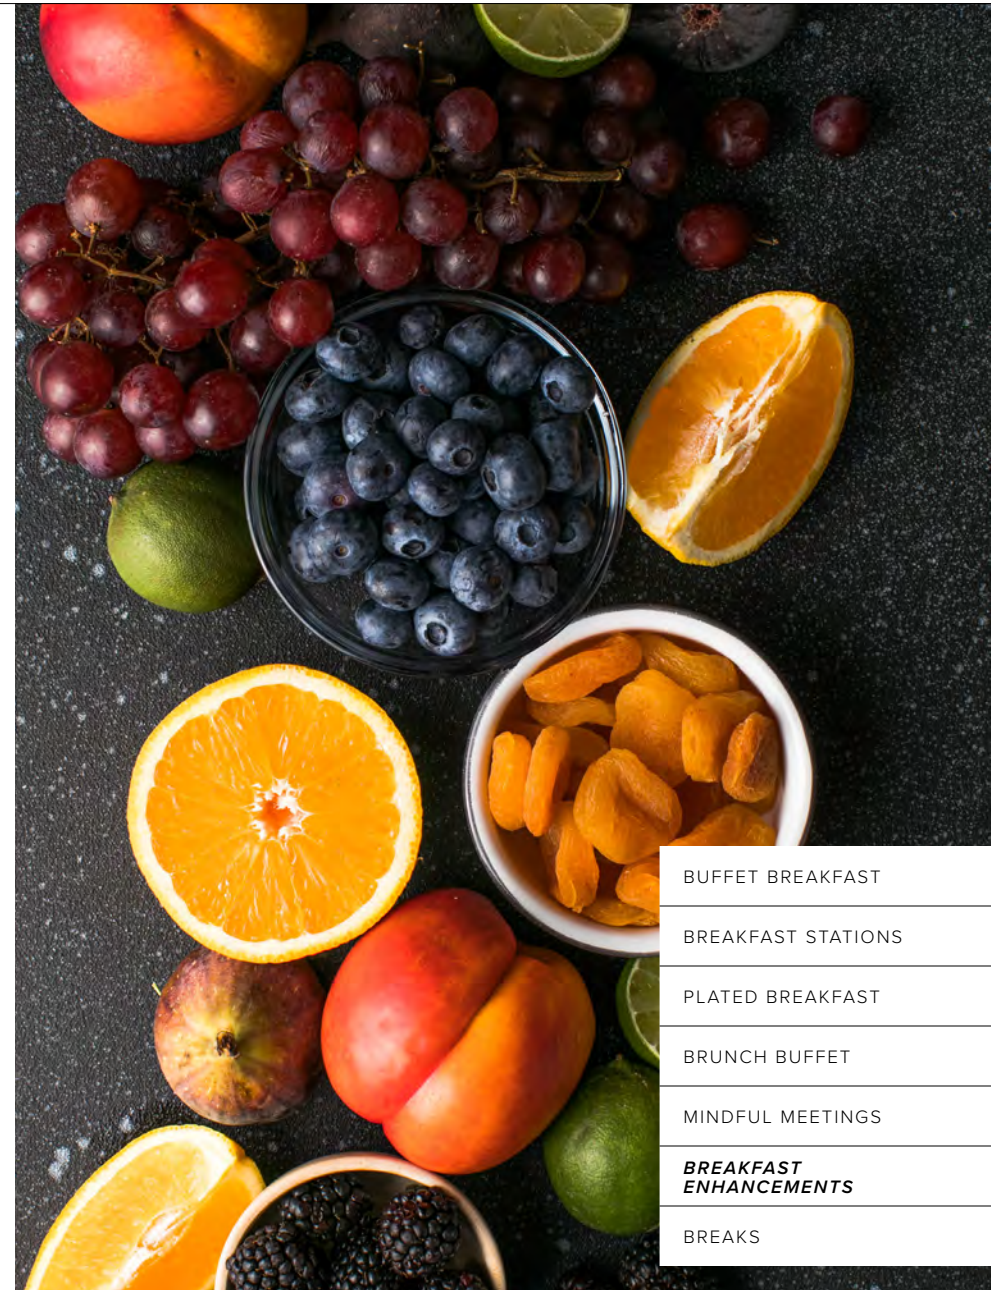 BUFFET BREAKFAST
BREAKFAST STATIONS
PLATED BREAKFAST
BRUNCH BUFFET
MINDFUL MEETINGS
BREAKFAST
ENHANCEMENTS
BREAKS